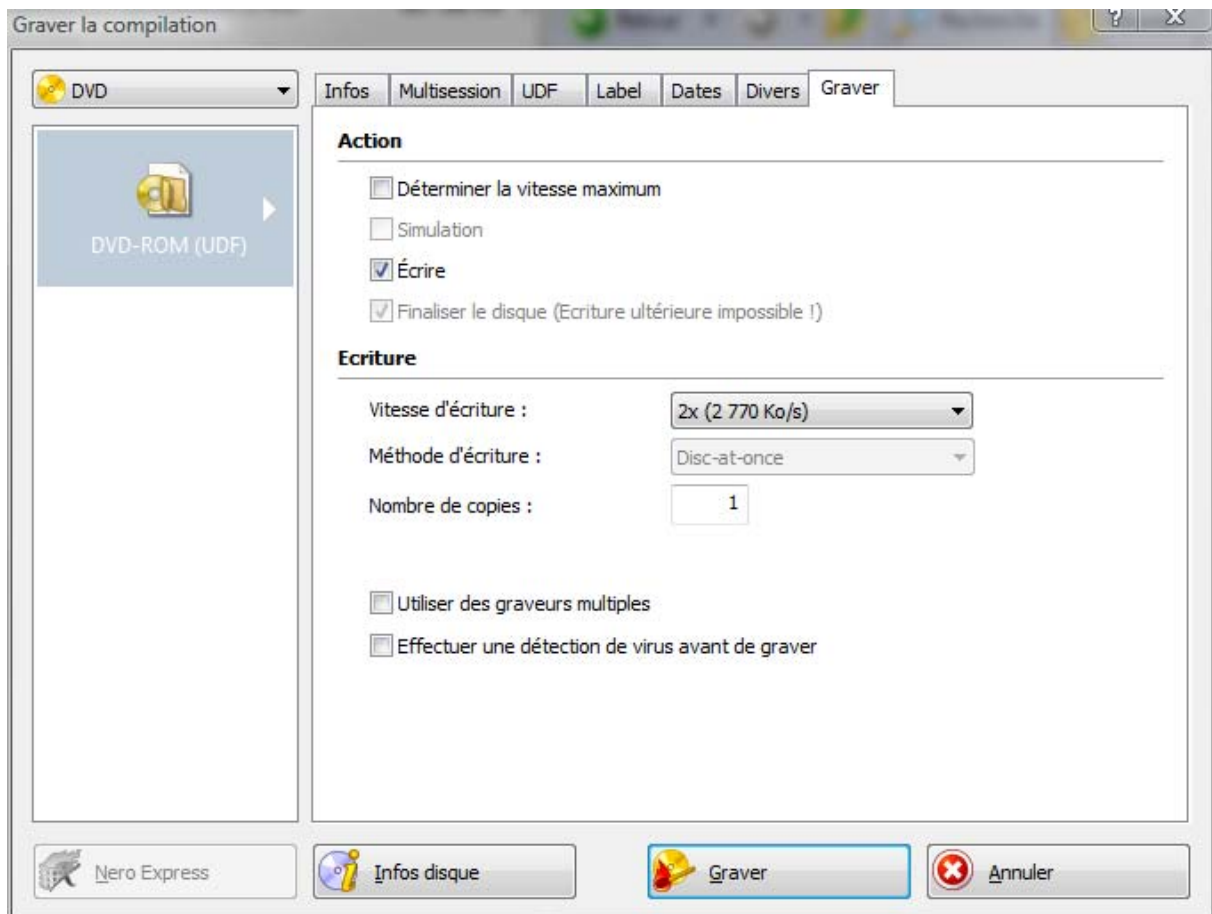 Graver la compilation
DVD
Infos Multisession UDF Label Dates Divers Graver
DVD-ROM (UDF)
Action
Déterminer la vitesse maximum
Simulation
Écrire
Finaliser le disque (Ecriture ultérieure impossible !)
Ecriture
Vitesse d'écriture : 2x (2 770 Ko/s)
Méthode d'écriture : Disc-at-once
Nombre de copies : 1
Utiliser des graveurs multiples
Effectuer une détection de virus avant de graver
Nero Express Infos disque Graver Annuler